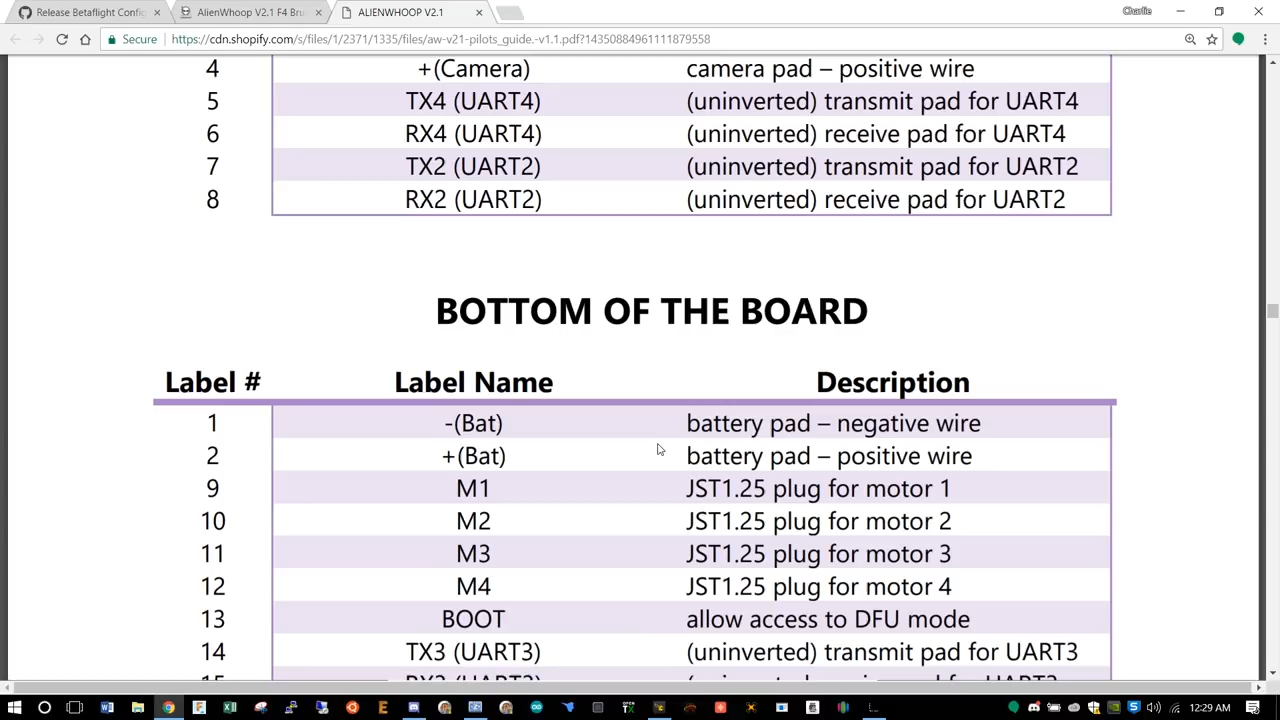 Release Betaflight Config
AlienWhoop V2.1 F4 Bru
ALIENWHOOP V2.1
Charlie
Secure
https://cdn.shopify.com/s/files/1/2371/1335/files/aw-v21-pilots_guide.-v1.1.pdf?14350884961111879558
4 +(Camera) camera pad – positive wire
5 TX4 (UART4) (uninverted) transmit pad for UART4
6 RX4 (UART4) (uninverted) receive pad for UART4
7 TX2 (UART2) (uninverted) transmit pad for UART2
8 RX2 (UART2) (uninverted) receive pad for UART2
BOTTOM OF THE BOARD
Label # Label Name Description
1 -(Bat) battery pad – negative wire
2 +(Bat) battery pad – positive wire
9 M1 JST1.25 plug for motor 1
10 M2 JST1.25 plug for motor 2
11 M3 JST1.25 plug for motor 3
12 M4 JST1.25 plug for motor 4
13 BOOT allow access to DFU mode
14 TX3 (UART3) (uninverted) transmit pad for UART3
12:29 AM